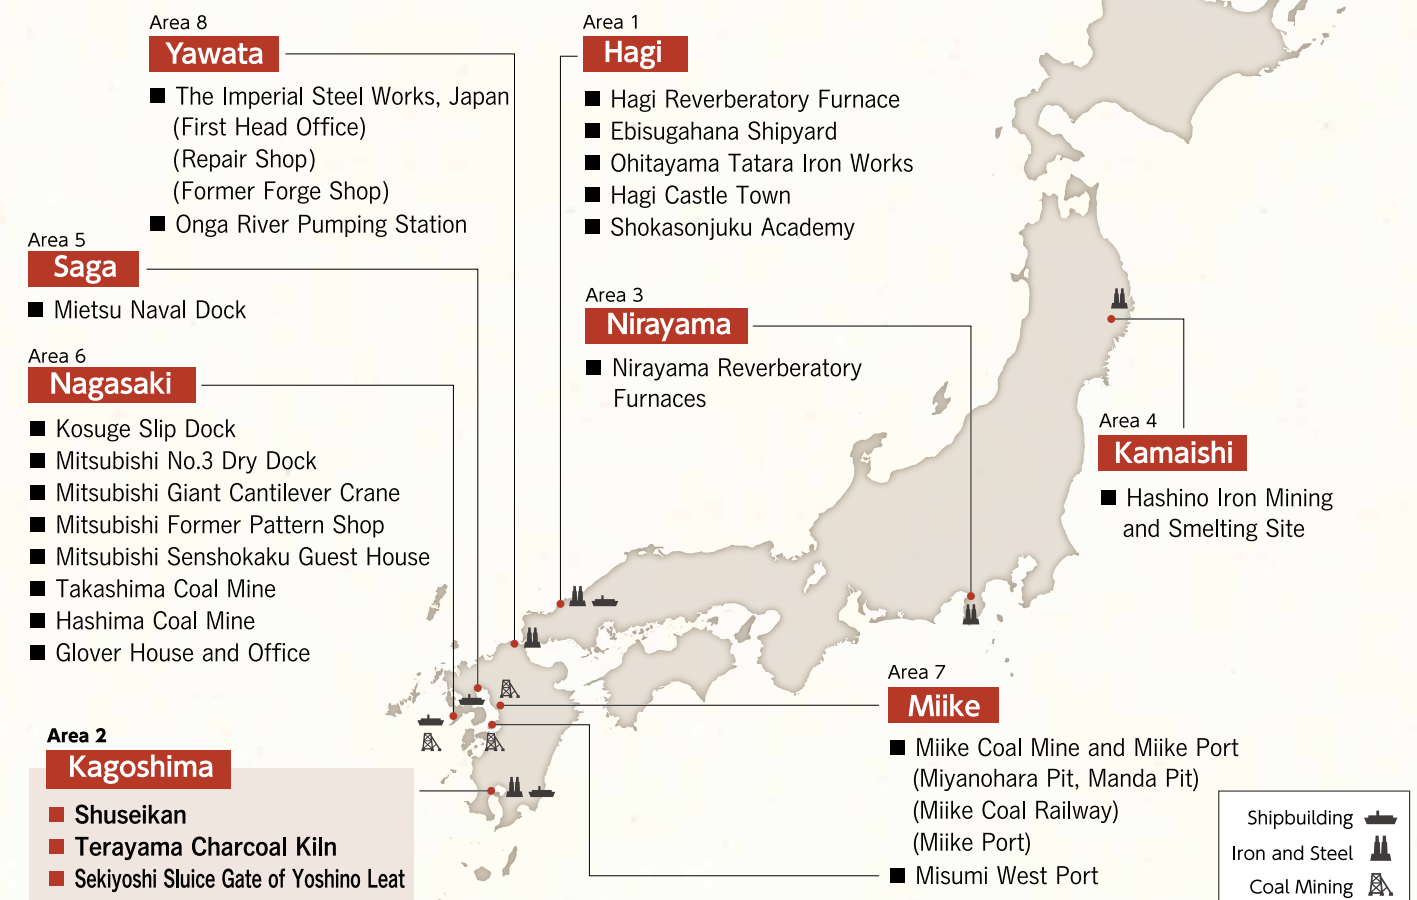 Area 8
Yawata
The Imperial Steel Works, Japan
(First Head Office)
(Repair Shop)
(Former Forge Shop)
Onga River Pumping Station
Area 1
Hagi
Hagi Reverberatory Furnace
Ebisugahana Shipyard
Ohitayama Tatara Iron Works
Hagi Castle Town
Shokasonjuku Academy
Area 5
Saga
Mietsu Naval Dock
Area 3
Nirayama
Nirayama Reverberatory
Furnaces
Area 6
Nagasaki
Kosuge Slip Dock
Mitsubishi No.3 Dry Dock
Mitsubishi Giant Cantilever Crane
Mitsubishi Former Pattern Shop
Mitsubishi Senshokaku Guest House
Takashima Coal Mine
Hashima Coal Mine
Glover House and Office
Area 4
Kamaishi
Hashino Iron Mining
and Smelting Site
Area 2
Kagoshima
Shuseikan
Terayama Charcoal Kiln
Sekiyoshi Sluice Gate of Yoshino Leat
Area 7
Miike
Miike Coal Mine and Miike Port
(Miyanohara Pit, Manda Pit)
(Miike Coal Railway)
(Miike Port)
Misumi West Port
Shipbuilding
Iron and Steel
Coal Mining